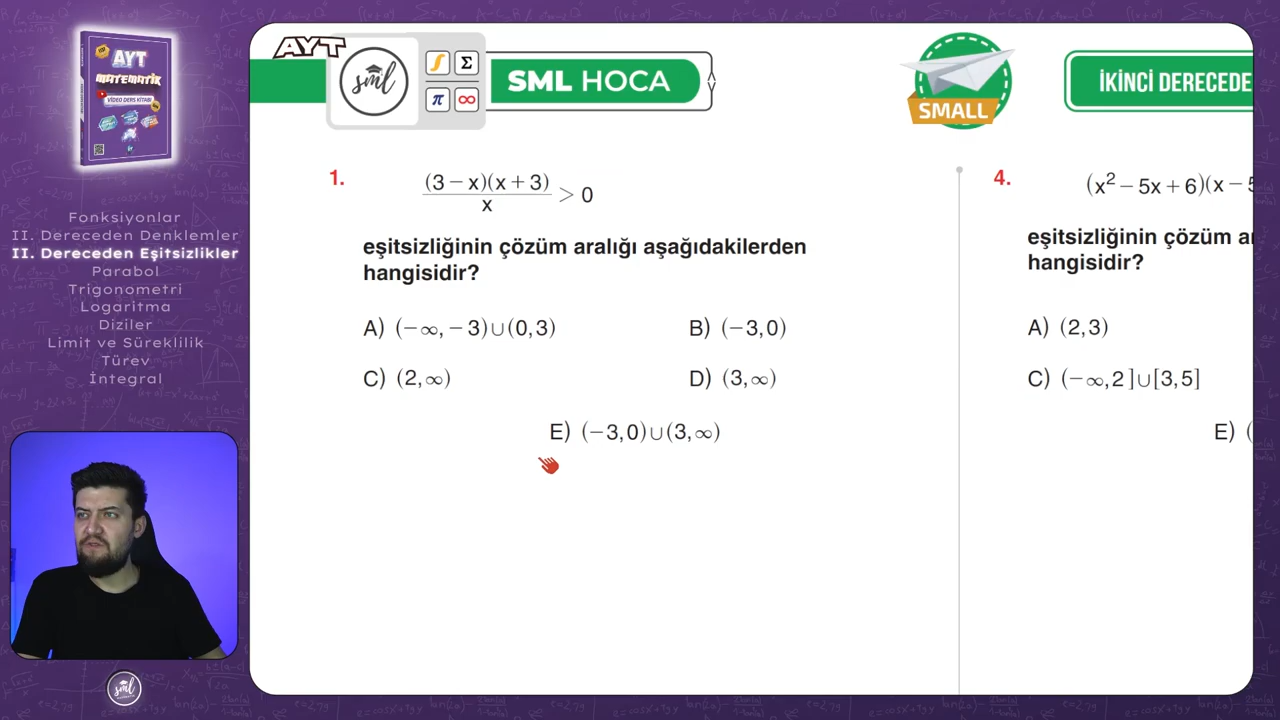 AYT
MATEMATİK
VİDEO DERS KİTABI
Fonksiyonlar
II. Dereceden Denklemler
II. Dereceden Eşitsizlikler
Parabol
Trigonometri
Logaritma
Diziler
Limit ve Süreklilik
Türev
İntegral
sml
AYT
sml
∫ Σ
π ∞
SML HOCA
SMALL
İKİNCİ DERECEDE
1.
(3 − x)(x + 3)
> 0
x
eşitsizliğinin çözüm aralığı aşağıdakilerden
hangisidir?
A) (−∞, −3)∪(0,3)
B) (−3,0)
C) (2,∞)
D) (3,∞)
E) (−3,0)∪(3,∞)
4.
(x² − 5x + 6)(x − 5
eşitsizliğinin çözüm a
hangisidir?
A) (2,3)
C) (−∞,2]∪[3,5]
E) (